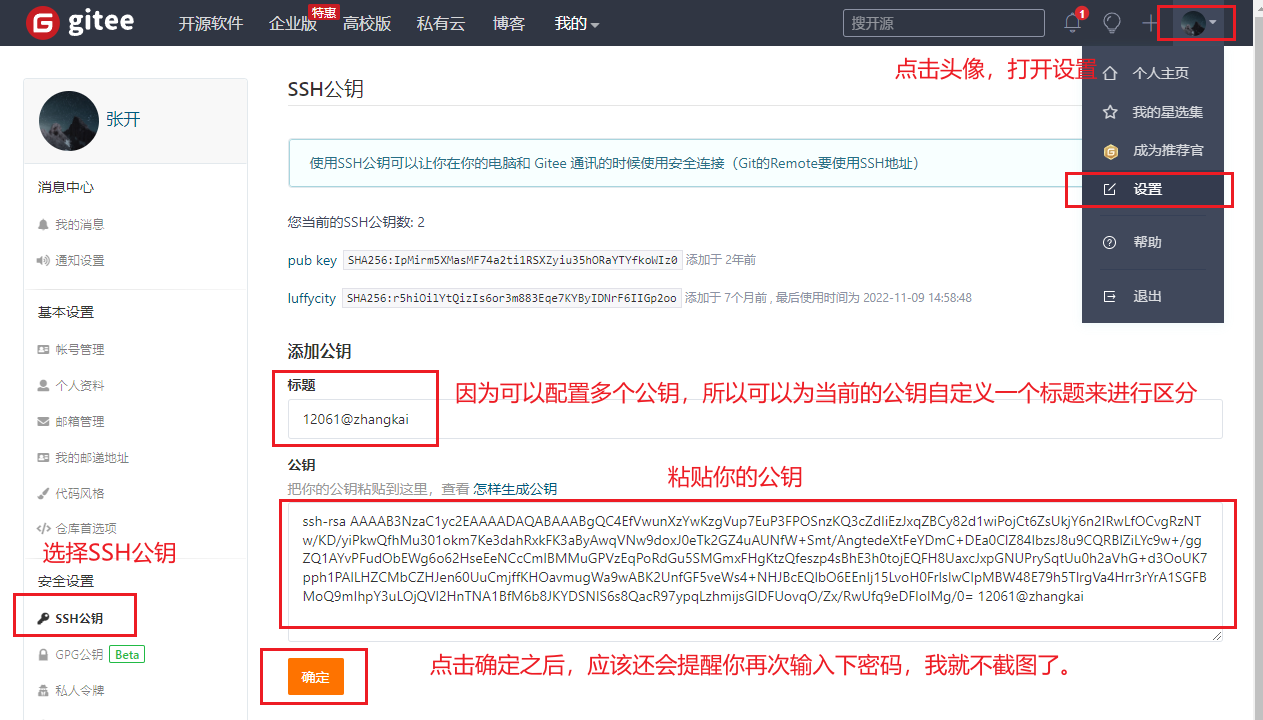 gitee
开源软件
企业版
特惠
高校版
私有云
博客
我的
搜开源
1
点击头像，打开设置
个人主页
我的星选集
成为推荐官
设置
帮助
退出
张开
消息中心
我的消息
通知设置
基本设置
帐号管理
个人资料
邮箱管理
我的邮递地址
代码风格
仓库首选项
选择SSH公钥
安全设置
SSH公钥
GPG公钥 Beta
私人令牌
SSH公钥
使用SSH公钥可以让你在你的电脑和 Gitee 通讯的时候使用安全连接（Git的Remote要使用SSH地址）
您当前的SSH公钥数: 2
pub key SHA256:IpMirm5XMasMF74a2ti1RSXZyiu35hORaYTYfkoWIz0 添加于 2年前
luffycity SHA256:r5hiOi1YtQizIs6or3m883Eqe7KYByIDNrF6IIGp2oo 添加于 7个月前 , 最后使用时间为 2022-11-09 14:58:48
添加公钥
标题
因为可以配置多个公钥，所以可以为当前的公钥自定义一个标题来进行区分
12061@zhangkai
公钥
粘贴你的公钥
把你的公钥粘贴到这里，查看 怎样生成公钥
ssh-rsa 12061@zhangkai
确定
点击确定之后，应该还会提醒你再次输入下密码，我就不截图了。